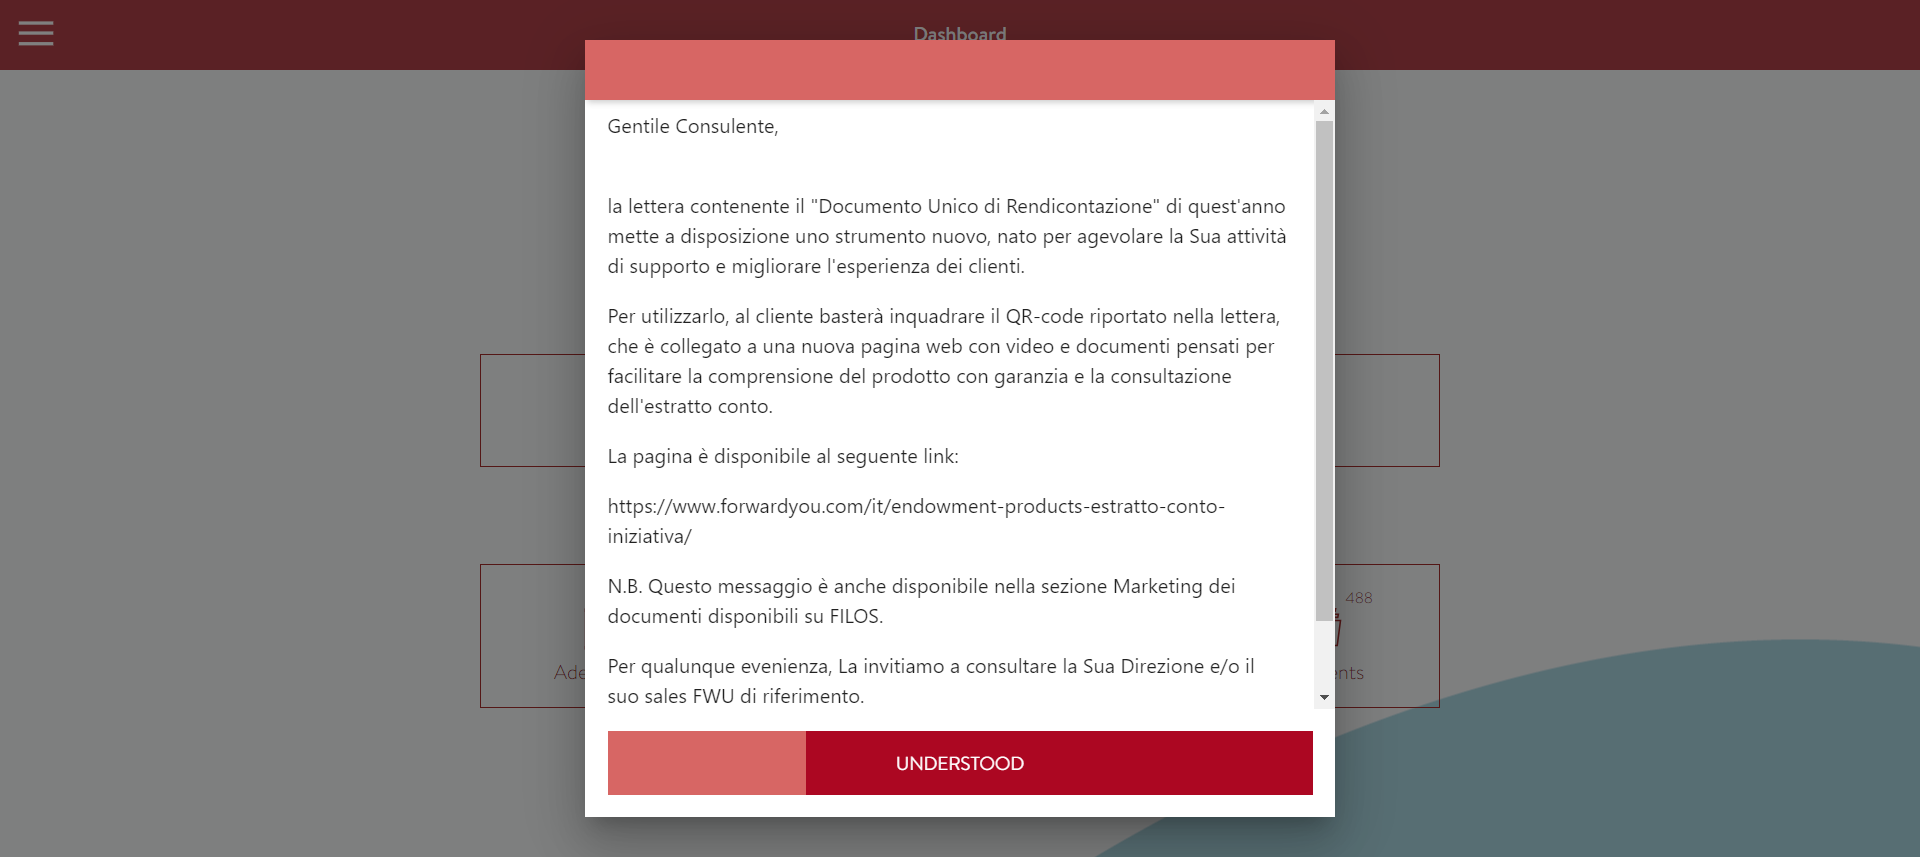 Dashboard
Gentile Consulente,
la lettera contenente il "Documento Unico di Rendicontazione" di quest'anno
mette a disposizione uno strumento nuovo, nato per agevolare la Sua attività
di supporto e migliorare l'esperienza dei clienti.
Per utilizzarlo, al cliente basterà inquadrare il QR-code riportato nella lettera,
che è collegato a una nuova pagina web con video e documenti pensati per
facilitare la comprensione del prodotto con garanzia e la consultazione
dell'estratto conto.
La pagina è disponibile al seguente link:
https://www.forwardyou.com/it/endowment-products-estratto-conto-
iniziativa/
N.B. Questo messaggio è anche disponibile nella sezione Marketing dei
documenti disponibili su FILOS.
488
Per qualunque evenienza, La invitiamo a consultare la Sua Direzione e/o il
suo sales FWU di riferimento.
UNDERSTOOD